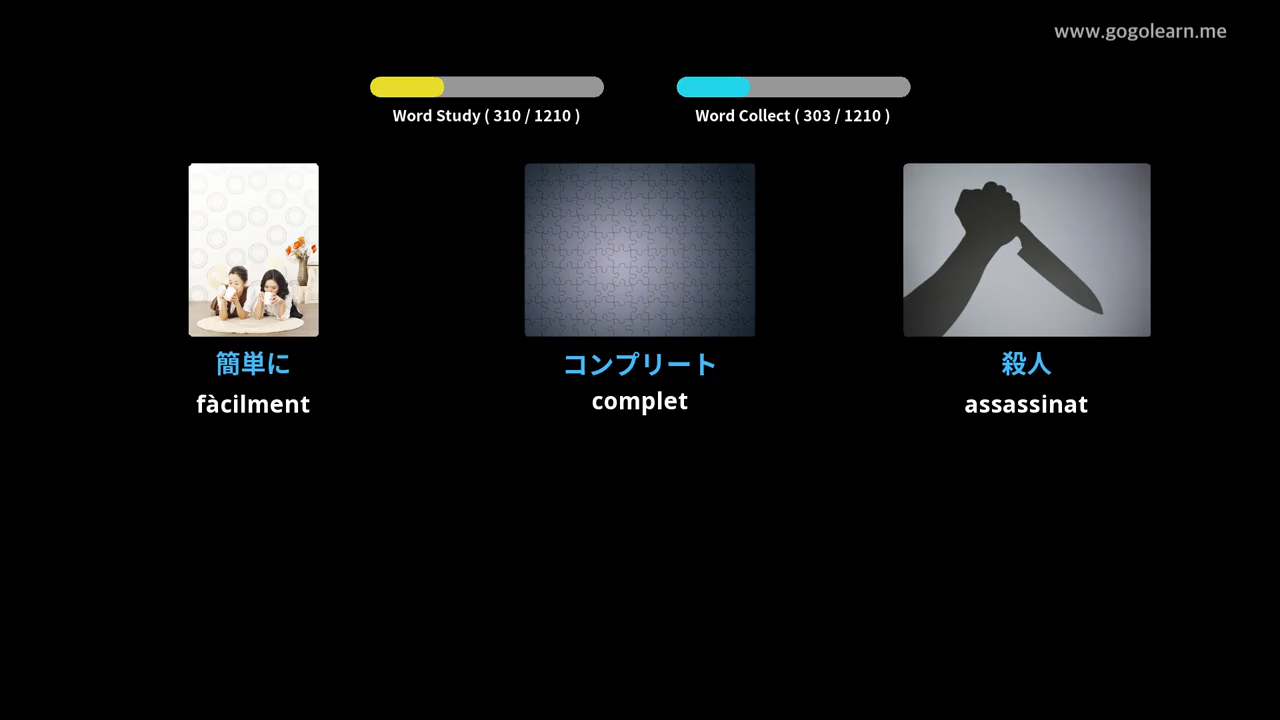 www.gogolearn.me
Word Study ( 310 / 1210 )
Word Collect ( 303 / 1210 )
簡単に
コンプリート
殺人
fàcilment
complet
assassinat